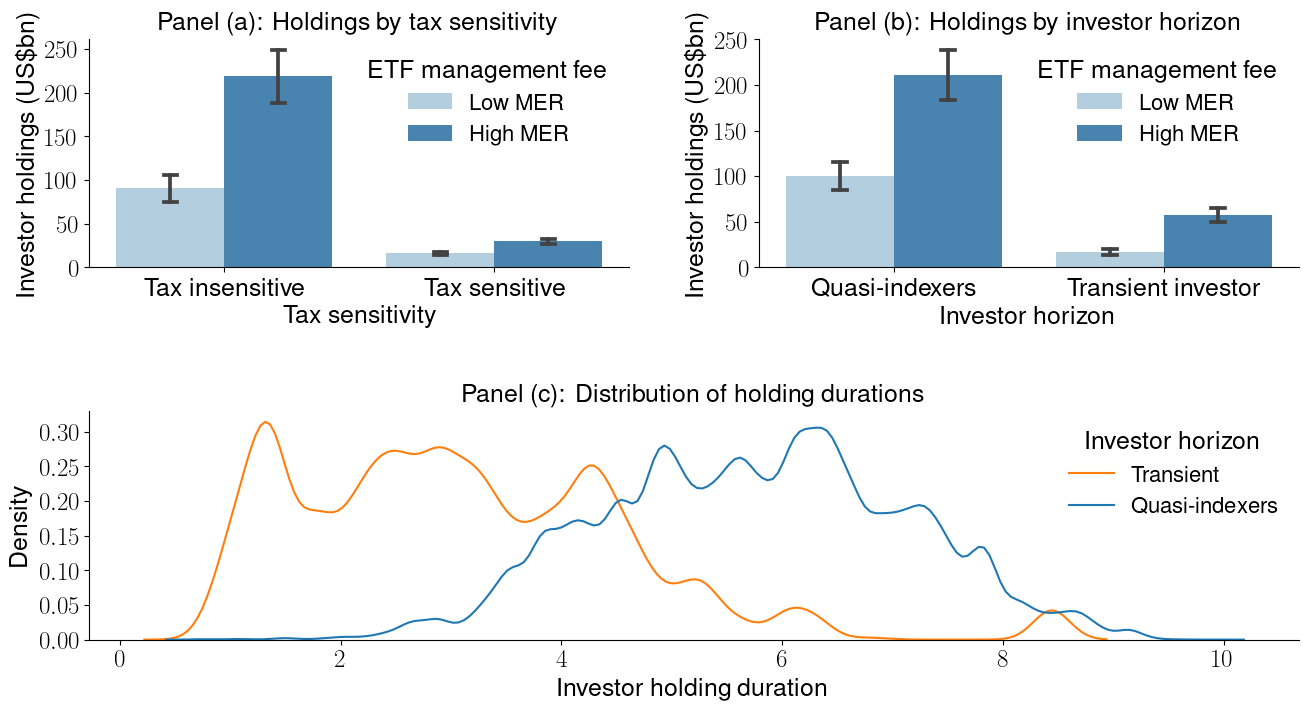 Panel (a): Holdings by tax sensitivity
Investor holdings (US$bn)
250
200
150
100
50
0
ETF management fee
Low MER
High MER
Tax insensitive
Tax sensitive
Tax sensitivity
Panel (b): Holdings by investor horizon
Investor holdings (US$bn)
250
200
150
100
50
0
ETF management fee
Low MER
High MER
Quasi-indexers
Transient investor
Investor horizon
Panel (c): Distribution of holding durations
Density
0.30
0.25
0.20
0.15
0.10
0.05
0.00
Investor horizon
Transient
Quasi-indexers
0 2 4 6 8 10
Investor holding duration